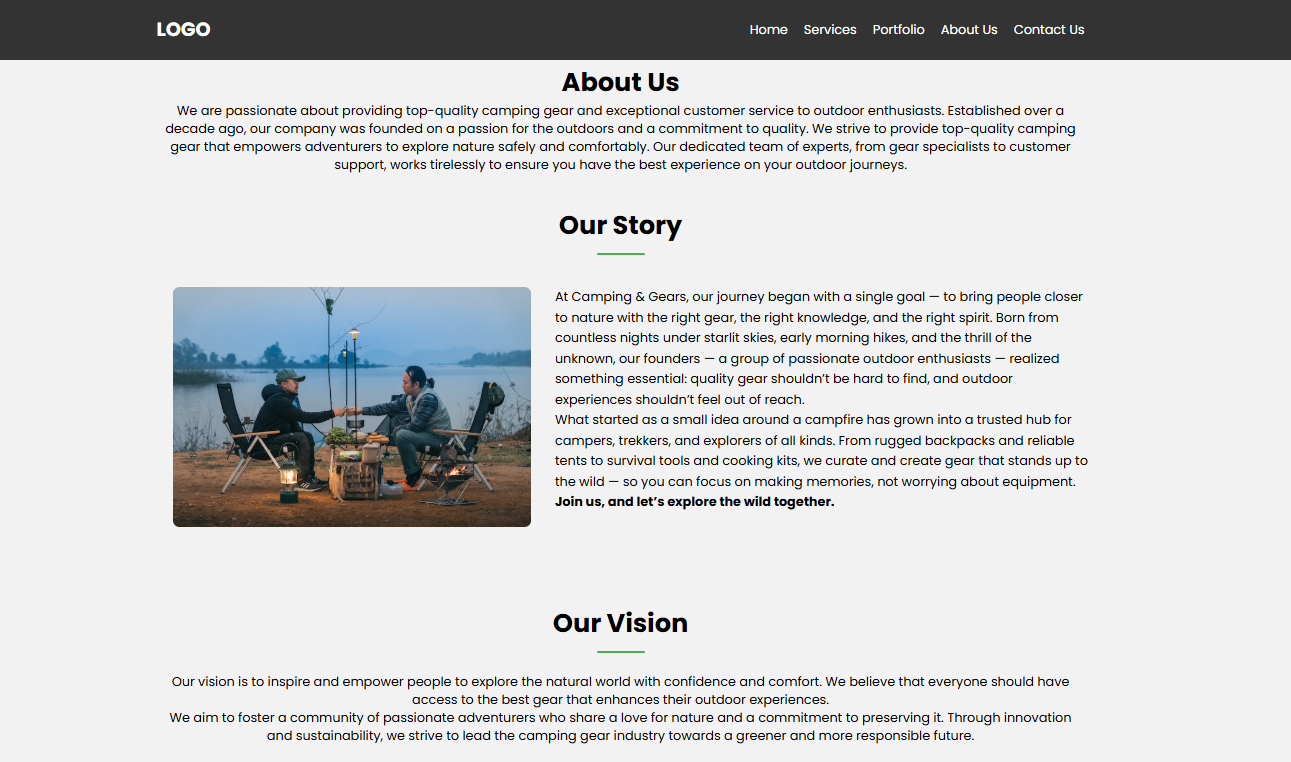 LOGO
Home Services Portfolio About Us Contact Us
About Us
We are passionate about providing top-quality camping gear and exceptional customer service to outdoor enthusiasts. Established over a
decade ago, our company was founded on a passion for the outdoors and a commitment to quality. We strive to provide top-quality camping
gear that empowers adventurers to explore nature safely and comfortably. Our dedicated team of experts, from gear specialists to customer
support, works tirelessly to ensure you have the best experience on your outdoor journeys.
Our Story
At Camping & Gears, our journey began with a single goal — to bring people closer
to nature with the right gear, the right knowledge, and the right spirit. Born from
countless nights under starlit skies, early morning hikes, and the thrill of the
unknown, our founders — a group of passionate outdoor enthusiasts — realized
something essential: quality gear shouldn’t be hard to find, and outdoor
experiences shouldn’t feel out of reach.
What started as a small idea around a campfire has grown into a trusted hub for
campers, trekkers, and explorers of all kinds. From rugged backpacks and reliable
tents to survival tools and cooking kits, we curate and create gear that stands up to
the wild — so you can focus on making memories, not worrying about equipment.
Join us, and let’s explore the wild together.
Our Vision
Our vision is to inspire and empower people to explore the natural world with confidence and comfort. We believe that everyone should have
access to the best gear that enhances their outdoor experiences.
We aim to foster a community of passionate adventurers who share a love for nature and a commitment to preserving it. Through innovation
and sustainability, we strive to lead the camping gear industry towards a greener and more responsible future.